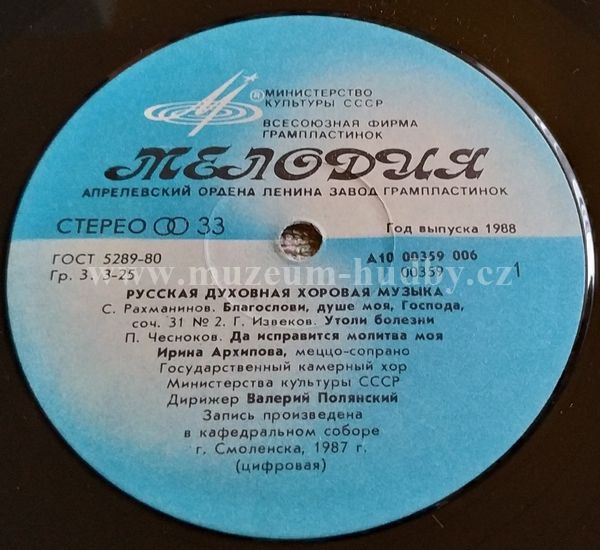 МИНИСТЕРСТВО
КУЛЬТУРЫ СССР
ВСЕСОЮЗНАЯ ФИРМА
ГРАМПЛАСТИНОК
МЕЛОДИЯ
АПРЕЛЕВСКИЙ ОРДЕНА ЛЕНИНА ЗАВОД ГРАМПЛАСТИНОК
СТЕРЕО 33
Год выпуска 1988
ГОСТ 5289-80
А10 00359 006
Гр. 3. 3-25
00359 1
www.muzeum-hudby.cz
РУССКАЯ ДУХОВНАЯ ХОРОВАЯ МУЗЫКА
С. Рахманинов. Благослови, душе моя, Господа,
соч. 31 № 2. Г. Извеков. Утоли болезни
П. Чесноков. Да исправится молитва моя
Ирина Архипова, меццо-сопрано
Государственный камерный хор
Министерства культуры СССР
Дирижер Валерий Полянский
Запись произведена
в кафедральном соборе
г. Смоленска, 1987 г.
(цифровая)